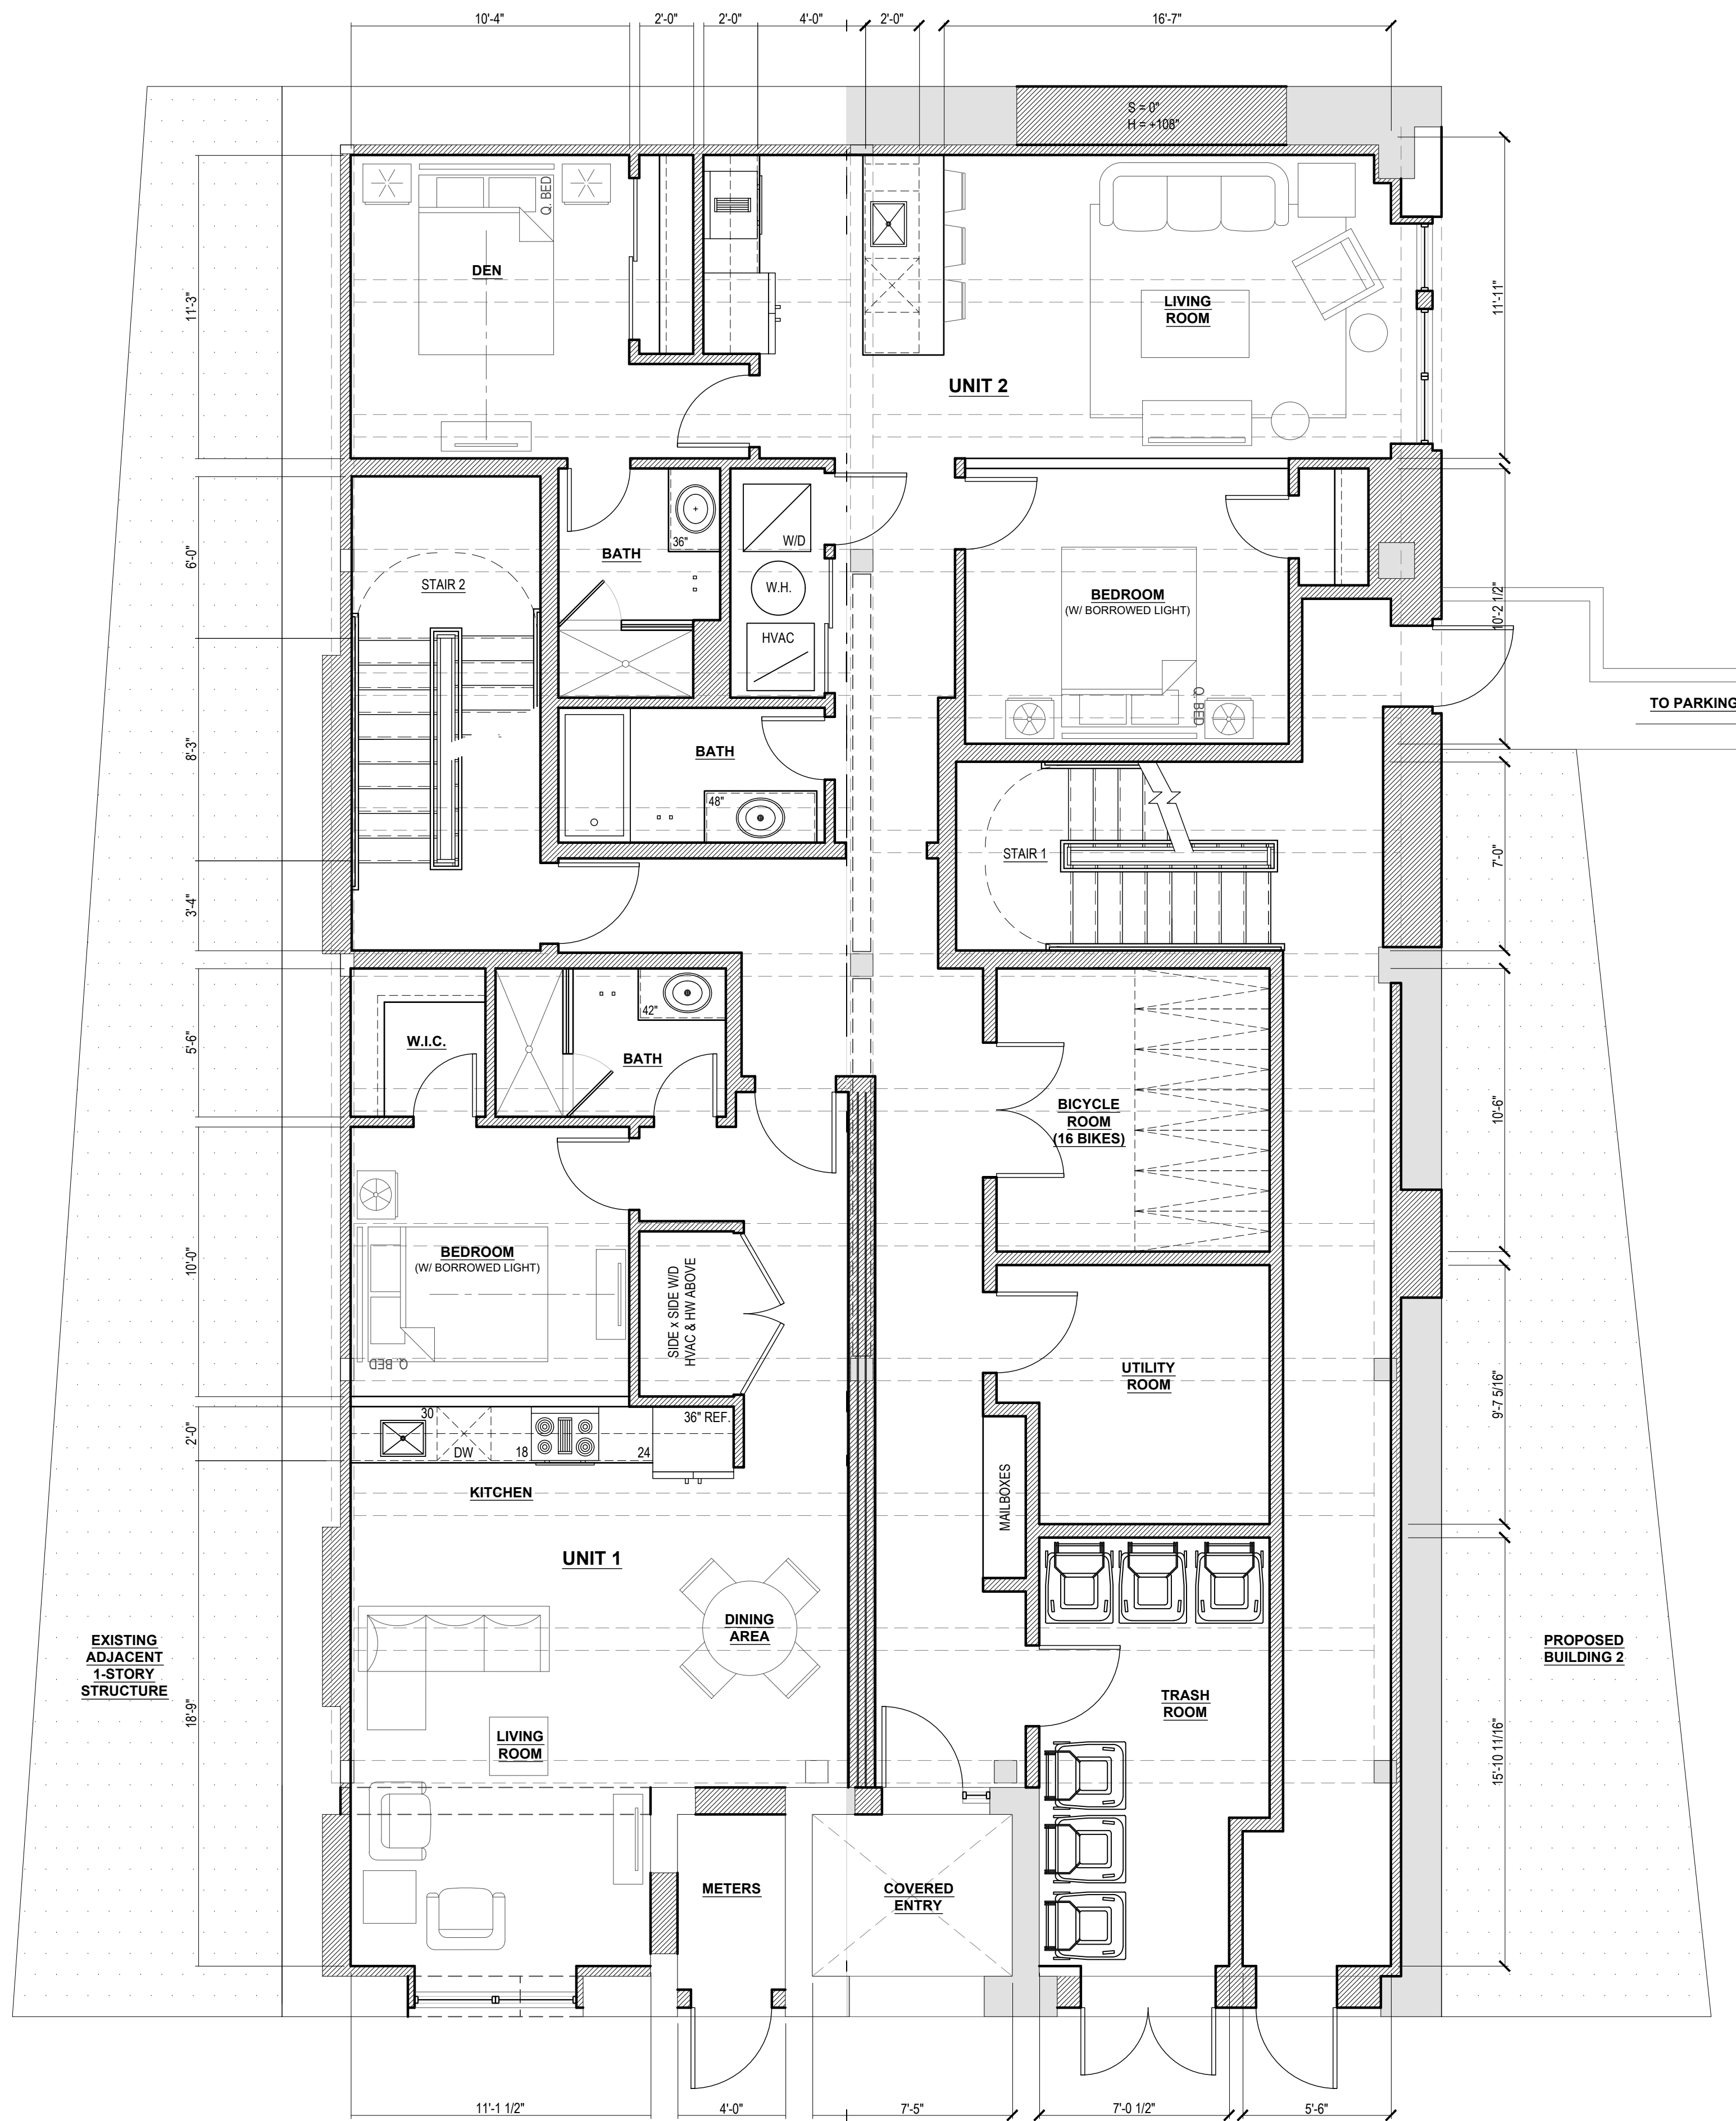 10'-4"
2'-0"
2'-0"
4'-0"
2'-0"
16'-7"
S = 0"
H = +108"
Q. BED
DEN
11'-3"
LIVING
ROOM
11'-11"
UNIT 2
36"
BATH
W/D
W.H.
HVAC
STAIR 2
6'-0"
BEDROOM
(W/ BORROWED LIGHT)
Q. BED
10'-2 1/2"
TO PARKING
8'-3"
BATH
48"
STAIR 1
7'-0"
3'-4"
5'-6"
W.I.C.
42"
BATH
BICYCLE
ROOM
(16 BIKES)
10'-6"
10'-0"
BEDROOM
(W/ BORROWED LIGHT)
Q. BED
SIDE x SIDE W/D
HVAC & HW ABOVE
UTILITY
ROOM
9'-7 5/16"
2'-0"
30
DW
18
24
36" REF.
KITCHEN
MAILBOXES
UNIT 1
DINING
AREA
EXISTING
ADJACENT
1-STORY
STRUCTURE
18'-9"
LIVING
ROOM
TRASH
ROOM
PROPOSED
BUILDING 2
15'-10 11/16"
METERS
COVERED
ENTRY
11'-1 1/2"
4'-0"
7'-5"
7'-0 1/2"
5'-6"